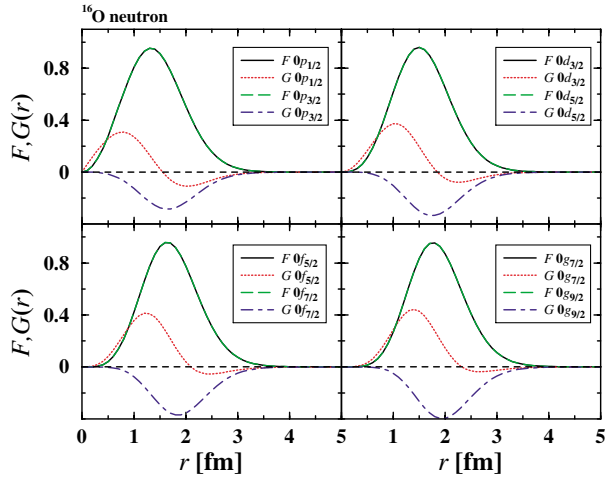 ¹⁶O neutron
F,G(r)
0.8
0.4
0
F 0p1/2
G 0p1/2
F 0p3/2
G 0p3/2
F 0d3/2
G 0d3/2
F 0d5/2
G 0d5/2
F,G(r)
0.8
0.4
0
F 0f5/2
G 0f5/2
F 0f7/2
G 0f7/2
F 0g7/2
G 0g7/2
F 0g9/2
G 0g9/2
0 1 2 3 4 5 1 2 3 4 5
r [fm] r [fm]